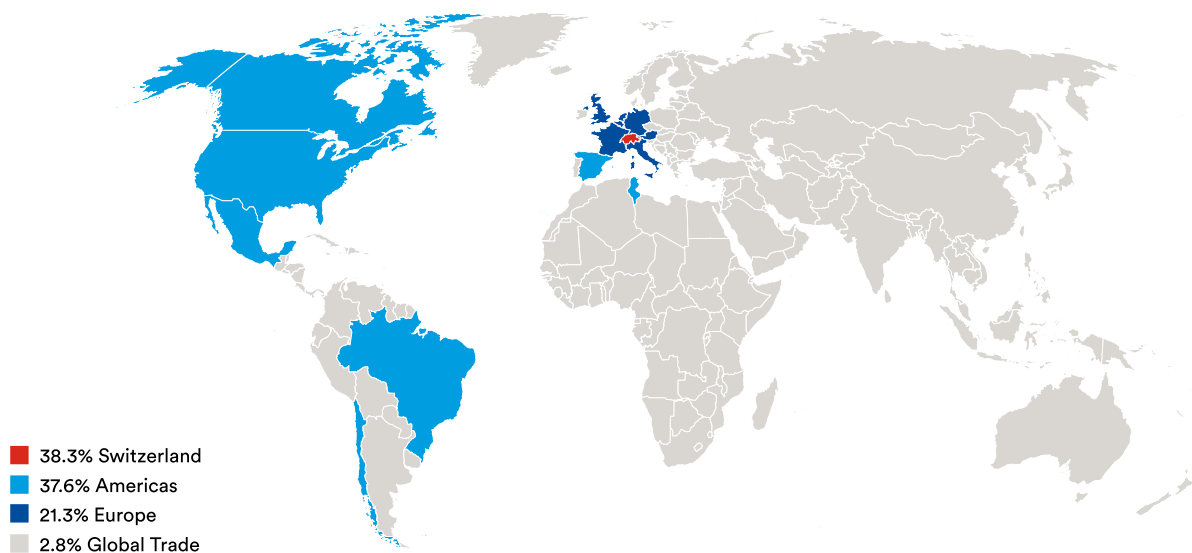 38.3% Switzerland
37.6% Americas
21.3% Europe
2.8% Global Trade